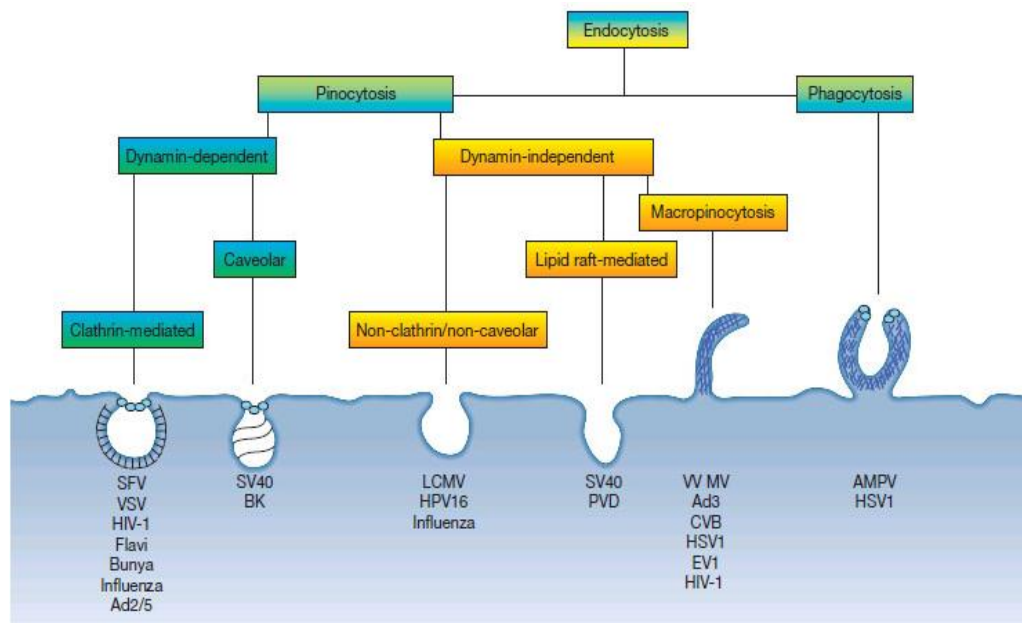 Endocytosis
Pinocytosis
Phagocytosis
Dynamin-dependent
Dynamin-independent
Macropinocytosis
Caveolar
Lipid raft-mediated
Clathrin-mediated
Non-clathrin/non-caveolar
SFV
VSV
HIV-1
Flavi
Bunya
Influenza
Ad2/5
SV40
BK
LCMV
HPV16
Influenza
SV40
PVD
VV MV
Ad3
CVB
HSV1
EV1
HIV-1
AMPV
HSV1